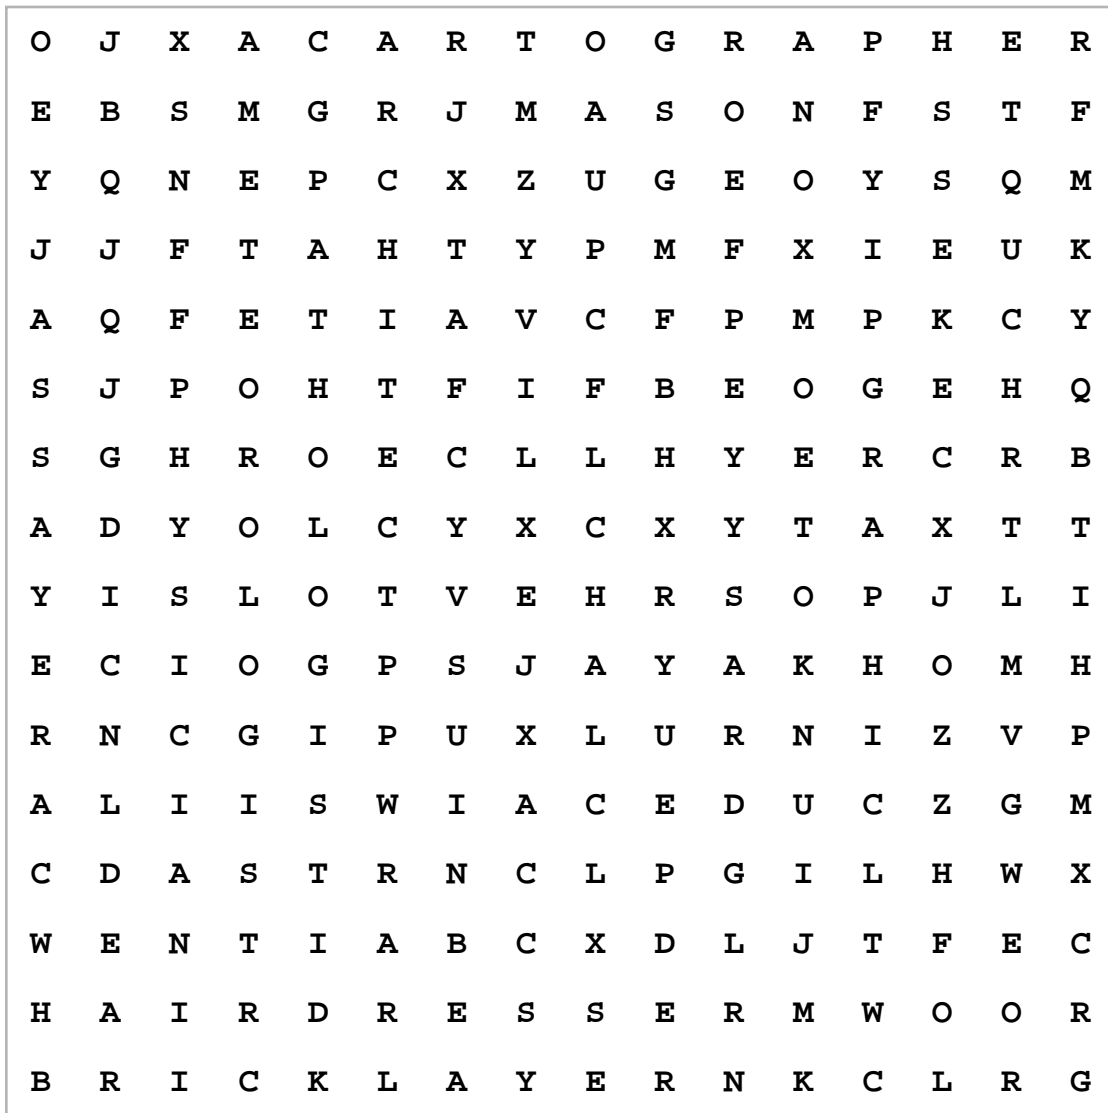 O J X A C A R T O G R A P H E R
E B S M G R J M A S O N F S T F
Y Q N E P C X Z U G E O Y S Q M
J J F T A H T Y P M F X I E U K
A Q F E T I A V C F P M P K C Y
S J P O H T F I F B E O G E H Q
S G H R O E C L L H Y E R C R B
A D Y O L C Y X C X Y T A X T T
Y I S L O T V E H R S O P J L I
E C I O G P S J A Y A K H O M H
R N C G I P U X L U R N I Z V P
A L I I S W I A C E D U C Z G M
C D A S T R N C L P G I L H W X
W E N T I A B C X D L J T F E C
H A I R D R E S S E R M W O O R
B R I C K L A Y E R N K C L R G